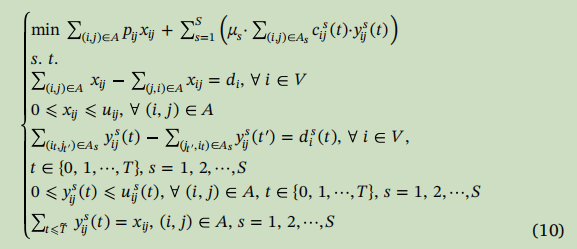 min ∑_{(i,j)∈A} p_{ij} x_{ij} + ∑_{s=1}^{S} (μ_s · ∑_{(i,j)∈A_s} c_{ij}^s(t)·y_{ij}^s(t))
s. t.
∑_{(i,j)∈A} x_{ij} − ∑_{(j,i)∈A} x_{ij} = d_i, ∀ i ∈ V
0 ⩽ x_{ij} ⩽ u_{ij}, ∀ (i, j) ∈ A
∑_{(i_t,j_{t′})∈A_s} y_{ij}^s(t) − ∑_{(j_{t′},i_t)∈A_s} y_{ij}^s(t′) = d_i^s(t), ∀ i ∈ V,
t ∈ {0, 1,⋯,T}, s = 1, 2,⋯,S
0 ⩽ y_{ij}^s(t) ⩽ u_{ij}^s(t), ∀ (i, j) ∈ A, t ∈ {0, 1,⋯,T}, s = 1, 2,⋯,S
∑_{t⩽T̃} y_{ij}^s(t) = x_{ij}, (i, j) ∈ A, s = 1, 2,⋯,S
(10)